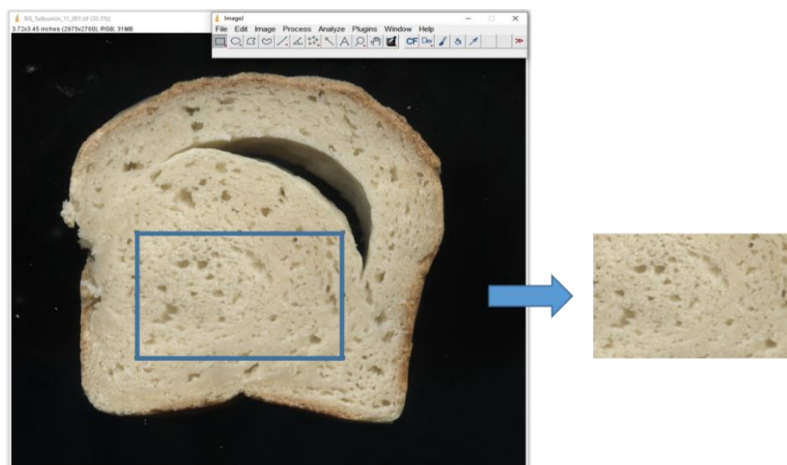 ImageJ
3.72x3.45 inches (2975x2760); RGB; 31MB
File Edit Image Process Analyze Plugins Window Help
A CF Dev